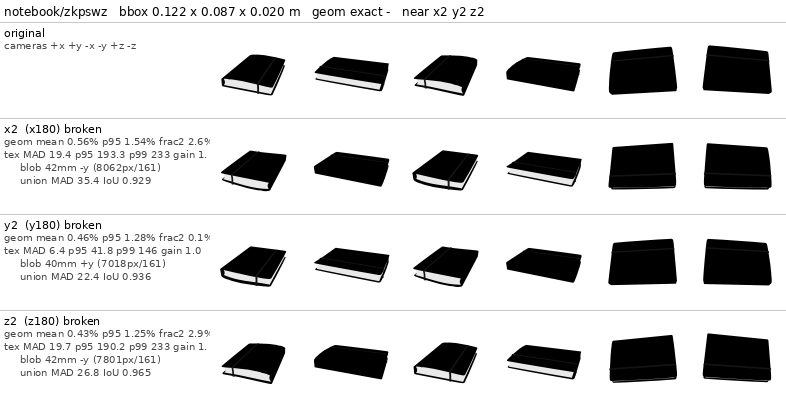 notebook/zkpswz   bbox 0.122 x 0.087 x 0.020 m   geom exact -   near x2 y2 z2
original
cameras +x +y -x -y +z -z
x2  (x180) broken
geom mean 0.56% p95 1.54% frac2 2.6%
tex MAD 19.4 p95 193.3 p99 233 gain 1.
blob 42mm -y (8062px/161)
union MAD 35.4 IoU 0.929
y2  (y180) broken
geom mean 0.46% p95 1.28% frac2 0.1%
tex MAD 6.4 p95 41.8 p99 146 gain 1.0
blob 40mm +y (7018px/161)
union MAD 22.4 IoU 0.936
z2  (z180) broken
geom mean 0.43% p95 1.25% frac2 2.9%
tex MAD 19.7 p95 190.2 p99 233 gain 1.
blob 42mm -y (7801px/161)
union MAD 26.8 IoU 0.965